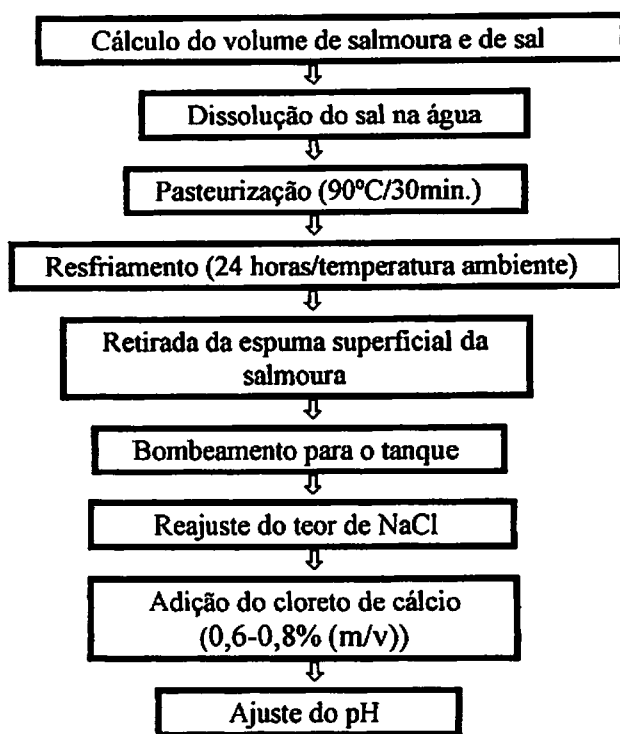 Cálculo do volume de salmoura e de sal
Dissolução do sal na água
Pasteurização (90ºC/30min.)
Resfriamento (24 horas/temperatura ambiente)
Retirada da espuma superficial da
salmoura
Bombeamento para o tanque
Reajuste do teor de NaCl
Adição do cloreto de cálcio
(0,6-0,8% (m/v))
Ajuste do pH